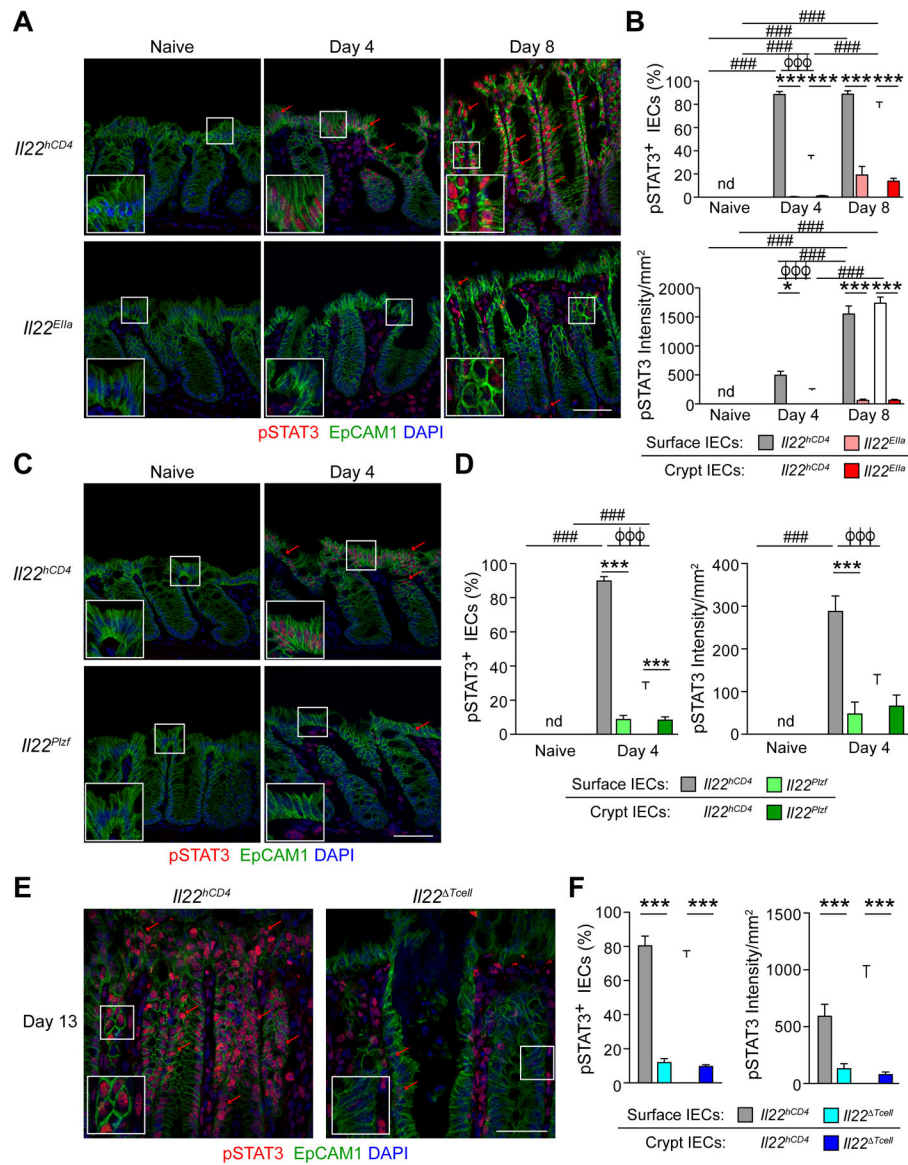 A
Naive
Day 4
Day 8
Il22hCD4
Il22EIIa
pSTAT3 EpCAM1 DAPI
B
###
###
###
###
###
ϕϕϕ
*** *** *** ***
pSTAT3+ IECs (%)
100
80
60
40
20
0
nd
Naive
Day 4
Day 8
###
###
###
ϕϕϕ
###
*
*** ***
pSTAT3 Intensity/mm2
2000
1500
1000
500
0
nd
Naive
Day 4
Day 8
Surface IECs: Il22hCD4 Il22EIIa
Crypt IECs: Il22hCD4 Il22EIIa
C
Naive
Day 4
Il22hCD4
Il22Plzf
pSTAT3 EpCAM1 DAPI
D
###
###
ϕϕϕ
***
***
pSTAT3+ IECs (%)
100
80
60
40
20
0
nd
Naive
Day 4
###
ϕϕϕ
***
pSTAT3 Intensity/mm2
400
300
200
100
0
nd
Naive
Day 4
Surface IECs: Il22hCD4 Il22Plzf
Crypt IECs: Il22hCD4 Il22Plzf
E
Il22hCD4
Il22ΔTcell
Day 13
pSTAT3 EpCAM1 DAPI
F
*** ***
pSTAT3+ IECs (%)
100
80
60
40
20
0
*** ***
pSTAT3 Intensity/mm2
1500
1000
500
0
Surface IECs: Il22hCD4 Il22ΔTcell
Crypt IECs: Il22hCD4 Il22ΔTcell